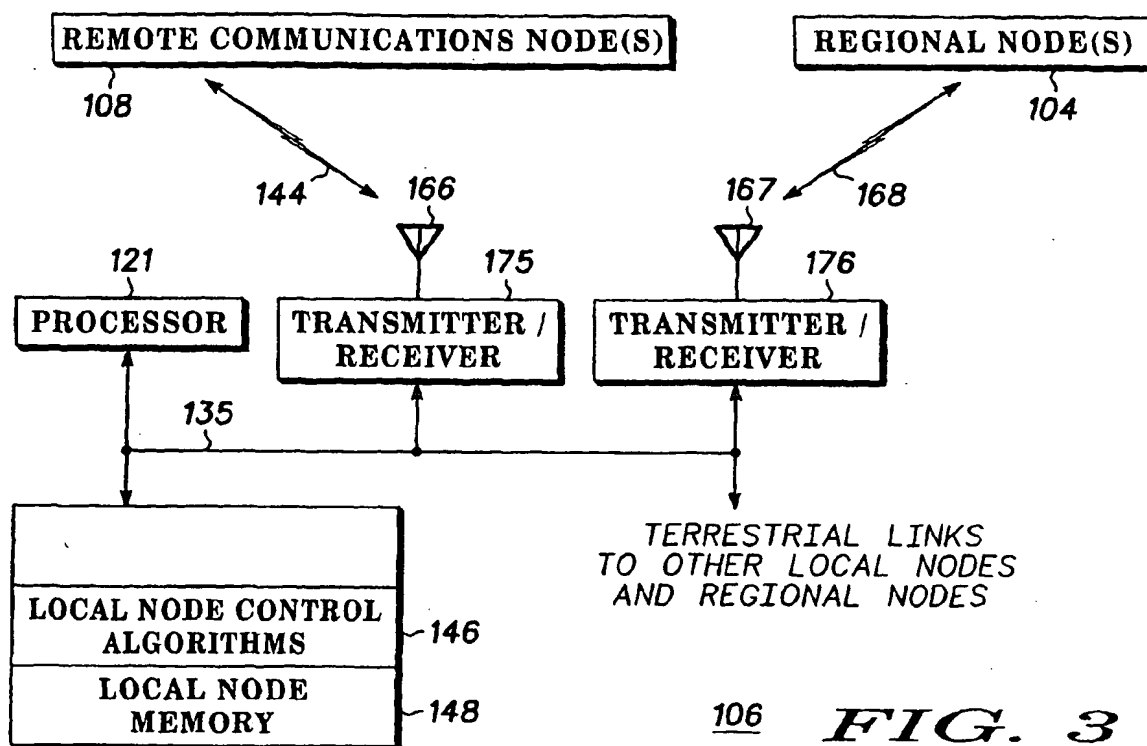 REMOTE COMMUNICATIONS NODE(S)
REGIONAL NODE(S)
108
104
144
168
166
167
121
175
176
PROCESSOR
TRANSMITTER /
RECEIVER
TRANSMITTER /
RECEIVER
135
TERRESTRIAL LINKS
TO OTHER LOCAL NODES
AND REGIONAL NODES
LOCAL NODE CONTROL
ALGORITHMS
146
LOCAL NODE
MEMORY
148
106 FIG. 3